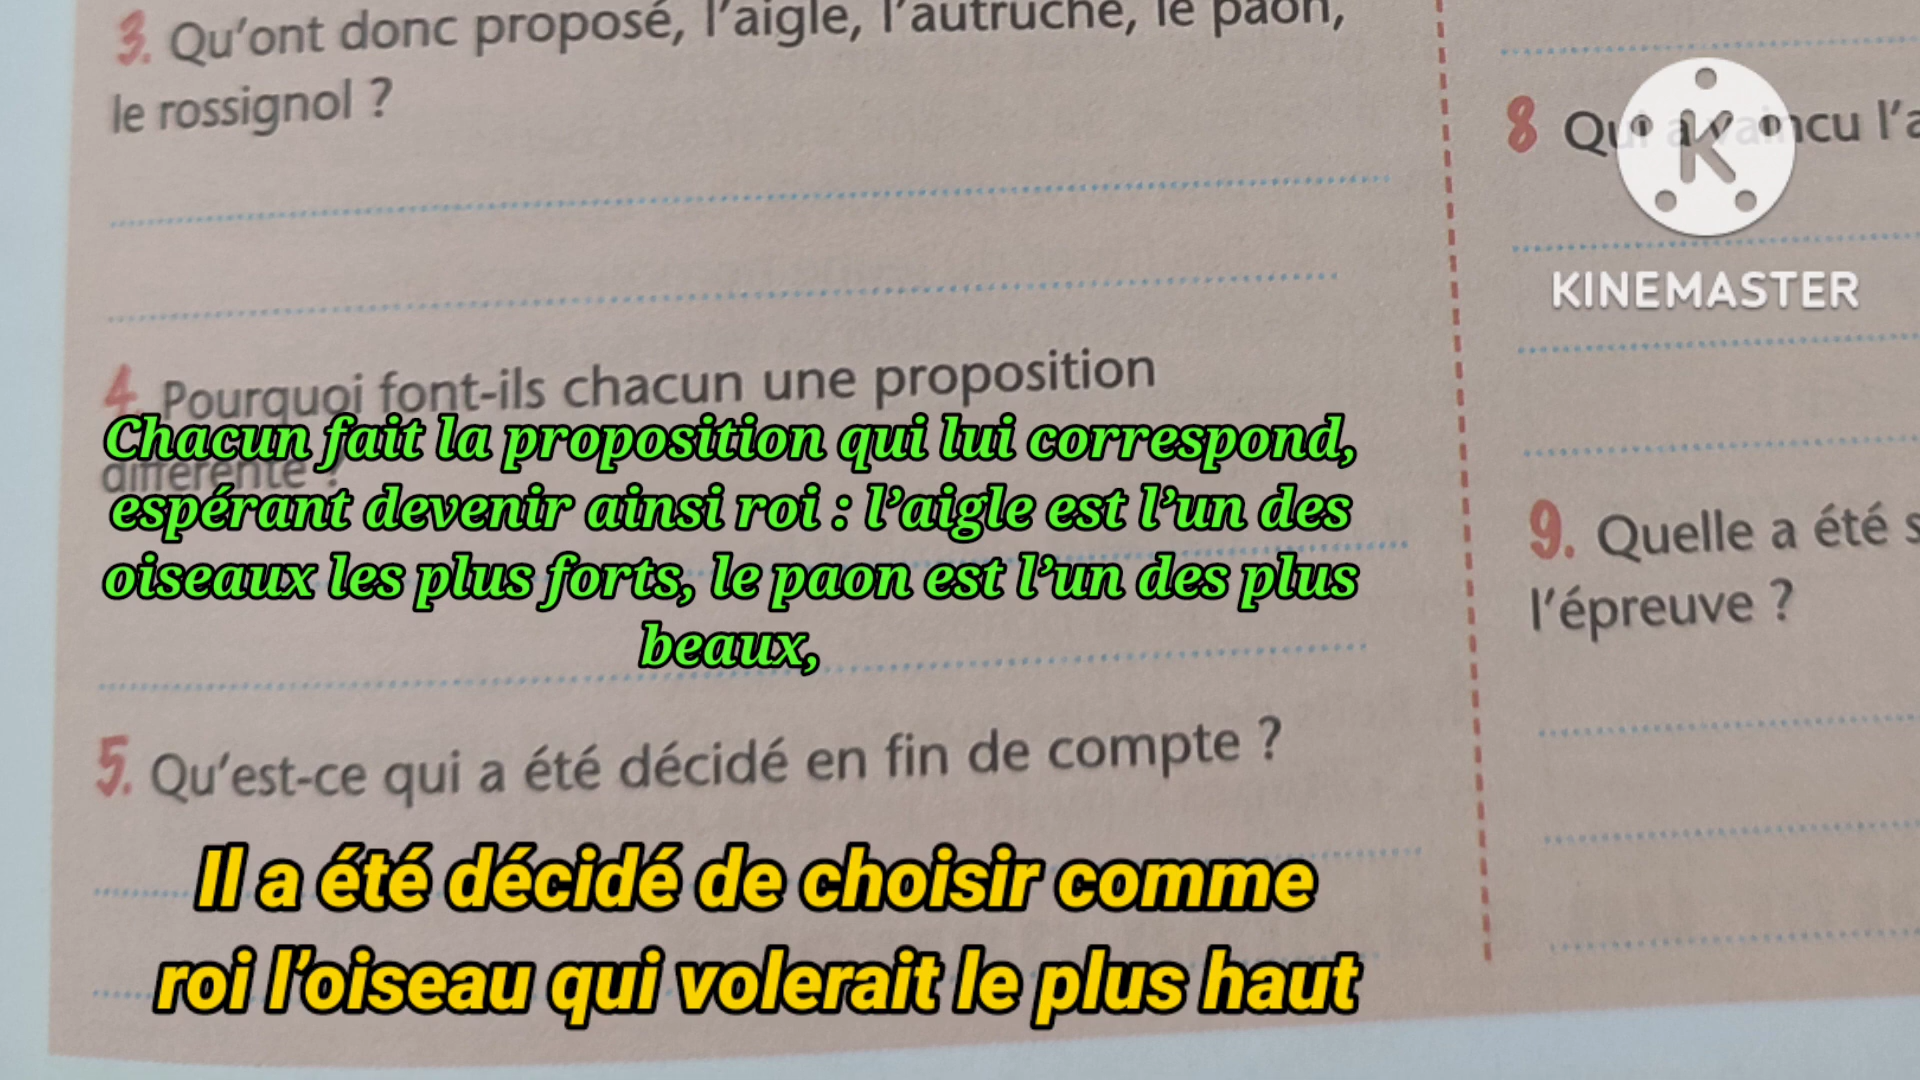 3. Qu'ont donc proposé, l'aigle, l'autruche, le paon,
le rossignol ?
4. Pourquoi font-ils chacun une proposition
différente ?
Chacun fait la proposition qui lui correspond,
espérant devenir ainsi roi : l'aigle est l'un des
oiseaux les plus forts, le paon est l'un des plus
beaux,
5. Qu'est-ce qui a été décidé en fin de compte ?
Il a été décidé de choisir comme
roi l'oiseau qui volerait le plus haut
8 Qui a vaincu l'a
KINEMASTER
9. Quelle a été s
l'épreuve ?